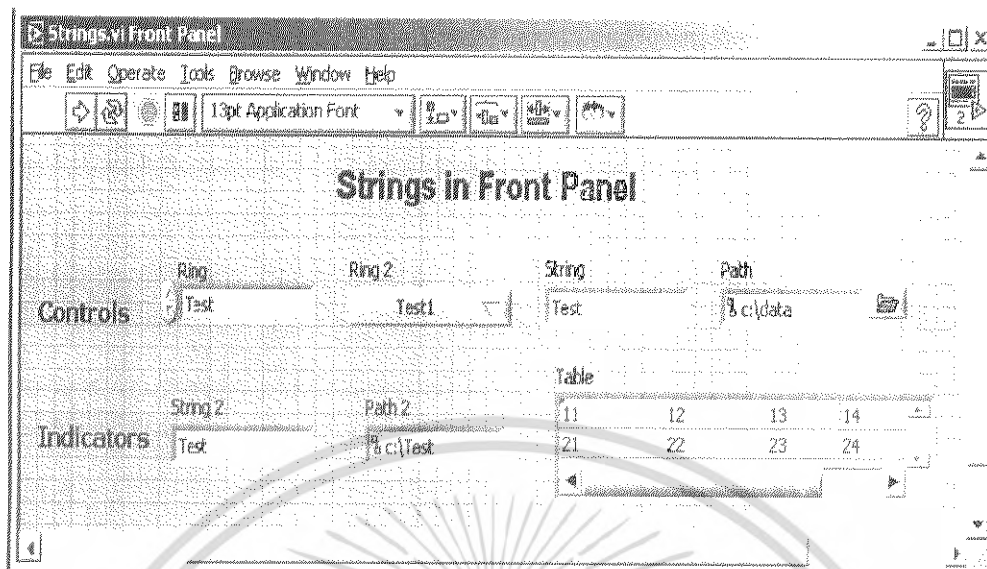 Strings.vi Front Panel
File Edit Operate Tools Browse Window Help
13pt Application Font
2
Strings in Front Panel
Ring Ring 2 String Path
Controls Test Test1 Test c:\data
Table
String 2 Path 2 11 12 13 14
Indicators Test c:\Test 21 22 23 24